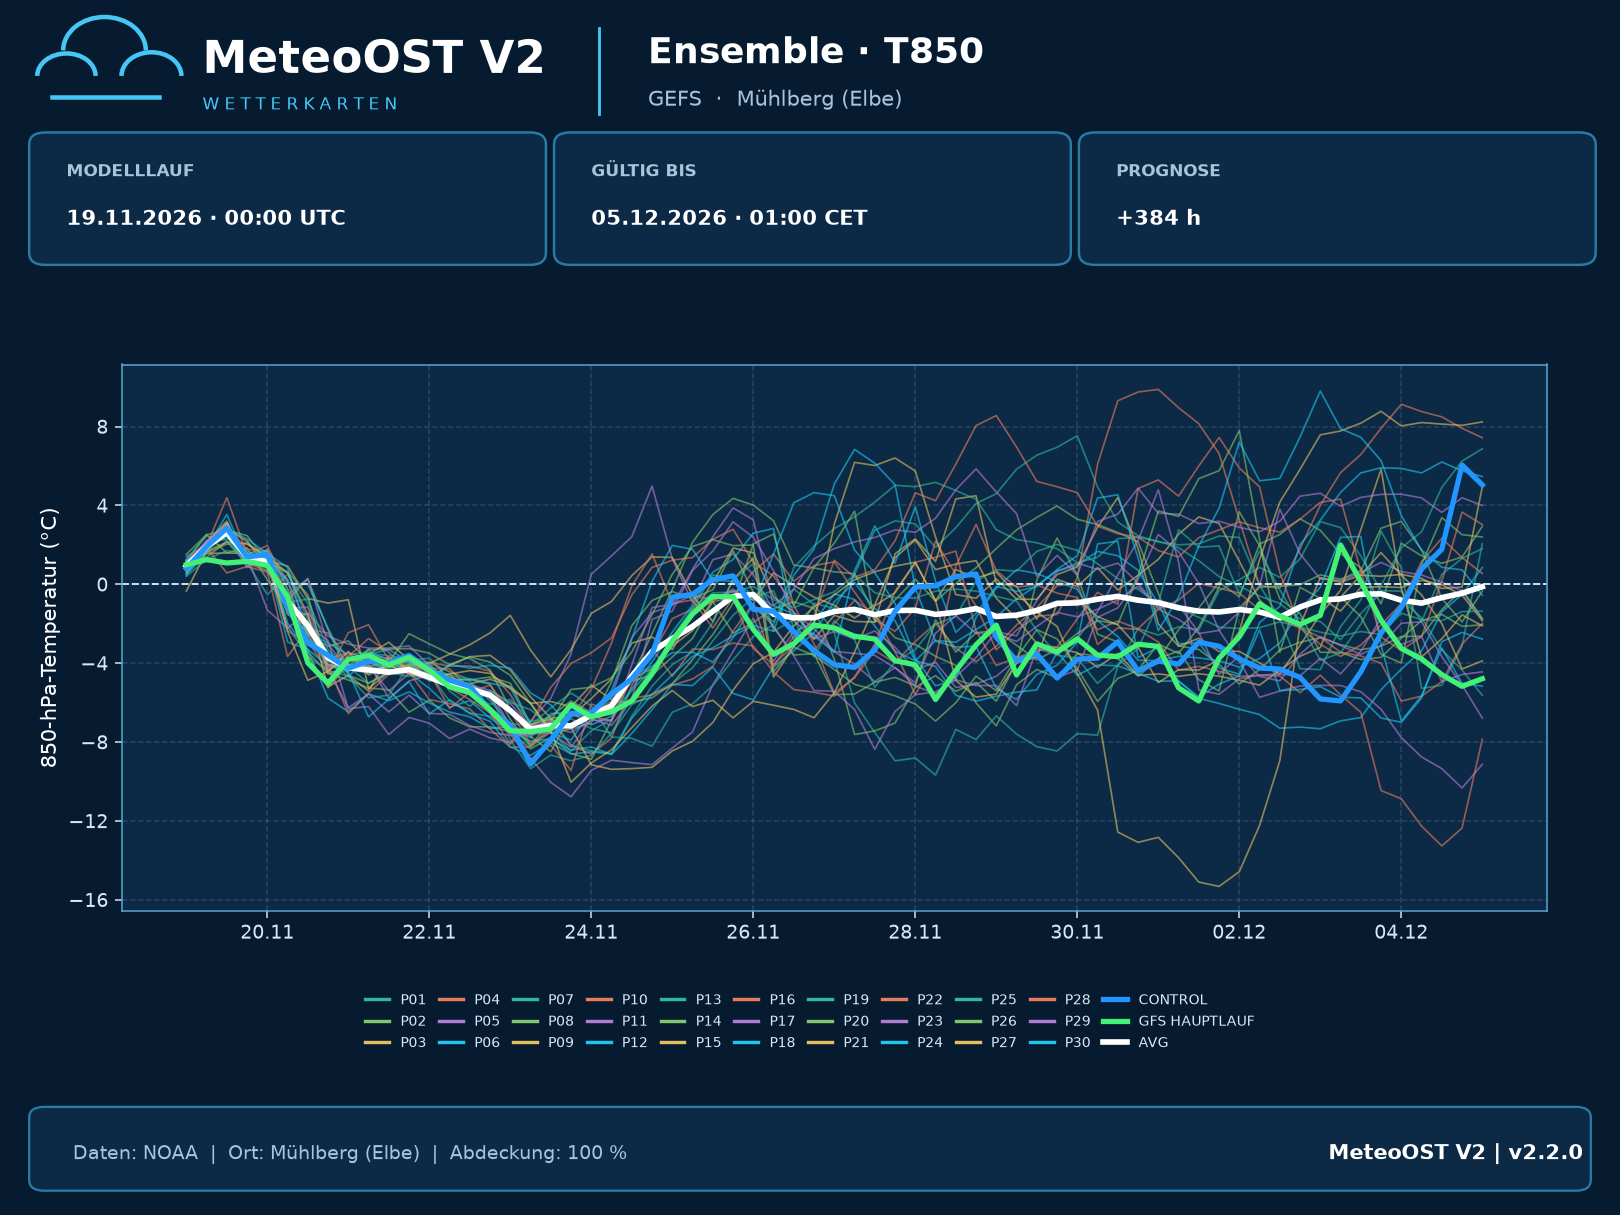 MeteoOST V2
WETTERKARTEN
Ensemble · T850
GEFS · Mühlberg (Elbe)
MODELLLAUF
19.11.2026 · 00:00 UTC
GÜLTIG BIS
05.12.2026 · 01:00 CET
PROGNOSE
+384 h
850-hPa-Temperatur (°C)
8
4
0
−4
−8
−12
−16
20.11 22.11 24.11 26.11 28.11 30.11 02.12 04.12
P01 P04 P07 P10 P13 P16 P19 P22 P25 P28 CONTROL
P02 P05 P08 P11 P14 P17 P20 P23 P26 P29 GFS HAUPTLAUF
P03 P06 P09 P12 P15 P18 P21 P24 P27 P30 AVG
Daten: NOAA | Ort: Mühlberg (Elbe) | Abdeckung: 100 %
MeteoOST V2 | v2.2.0